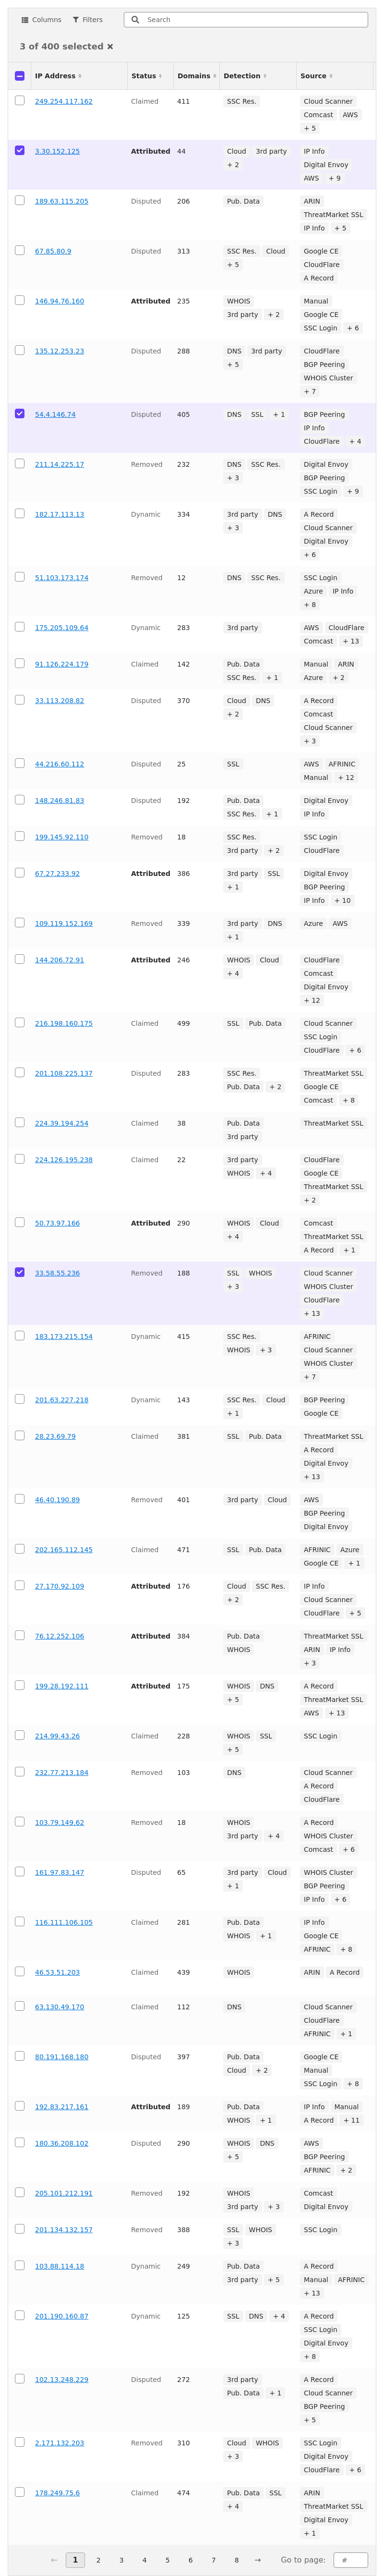 Columns Filters Search
3 of 400 selected ×
IP Address Status Domains Detection Source
249.254.117.162 Claimed 411 SSC Res. Cloud Scanner
Comcast AWS
+ 5
3.30.152.125 Attributed 44 Cloud 3rd party IP Info
+ 2 Digital Envoy
AWS + 9
189.63.115.205 Disputed 206 Pub. Data ARIN
ThreatMarket SSL
IP Info + 5
67.85.80.9 Disputed 313 SSC Res. Cloud Google CE
+ 5 CloudFlare
A Record
146.94.76.160 Attributed 235 WHOIS Manual
3rd party + 2 Google CE
SSC Login + 6
135.12.253.23 Disputed 288 DNS 3rd party CloudFlare
+ 5 BGP Peering
WHOIS Cluster
+ 7
54.4.146.74 Disputed 405 DNS SSL + 1 BGP Peering
IP Info
CloudFlare + 4
211.14.225.17 Removed 232 DNS SSC Res. Digital Envoy
+ 3 BGP Peering
SSC Login + 9
182.17.113.13 Dynamic 334 3rd party DNS A Record
+ 3 Cloud Scanner
Digital Envoy
+ 6
51.103.173.174 Removed 12 DNS SSC Res. SSC Login
Azure IP Info
+ 8
175.205.109.64 Dynamic 283 3rd party AWS CloudFlare
Comcast + 13
91.126.224.179 Claimed 142 Pub. Data Manual ARIN
SSC Res. + 1 Azure + 2
33.113.208.82 Disputed 370 Cloud DNS A Record
+ 2 Comcast
Cloud Scanner
+ 3
44.216.60.112 Disputed 25 SSL AWS AFRINIC
Manual + 12
148.246.81.83 Disputed 192 Pub. Data Digital Envoy
SSC Res. + 1 IP Info
199.145.92.110 Removed 18 SSC Res. SSC Login
3rd party + 2 CloudFlare
67.27.233.92 Attributed 386 3rd party SSL Digital Envoy
+ 1 BGP Peering
IP Info + 10
109.119.152.169 Removed 339 3rd party DNS Azure AWS
+ 1
144.206.72.91 Attributed 246 WHOIS Cloud CloudFlare
+ 4 Comcast
Digital Envoy
+ 12
216.198.160.175 Claimed 499 SSL Pub. Data Cloud Scanner
SSC Login
CloudFlare + 6
201.108.225.137 Disputed 283 SSC Res. ThreatMarket SSL
Pub. Data + 2 Google CE
Comcast + 8
224.39.194.254 Claimed 38 Pub. Data ThreatMarket SSL
3rd party
224.126.195.238 Claimed 22 3rd party CloudFlare
WHOIS + 4 Google CE
ThreatMarket SSL
+ 2
50.73.97.166 Attributed 290 WHOIS Cloud Comcast
+ 4 ThreatMarket SSL
A Record + 1
33.58.55.236 Removed 188 SSL WHOIS Cloud Scanner
+ 3 WHOIS Cluster
CloudFlare
+ 13
183.173.215.154 Dynamic 415 SSC Res. AFRINIC
WHOIS + 3 Cloud Scanner
WHOIS Cluster
+ 7
201.63.227.218 Dynamic 143 SSC Res. Cloud BGP Peering
+ 1 Google CE
28.23.69.79 Claimed 381 SSL Pub. Data ThreatMarket SSL
A Record
Digital Envoy
+ 13
46.40.190.89 Removed 401 3rd party Cloud AWS
BGP Peering
Digital Envoy
202.165.112.145 Claimed 471 SSL Pub. Data AFRINIC Azure
Google CE + 1
27.170.92.109 Attributed 176 Cloud SSC Res. IP Info
+ 2 Cloud Scanner
CloudFlare + 5
76.12.252.106 Attributed 384 Pub. Data ThreatMarket SSL
WHOIS ARIN IP Info
+ 3
199.28.192.111 Attributed 175 WHOIS DNS A Record
+ 5 ThreatMarket SSL
AWS + 13
214.99.43.26 Claimed 228 WHOIS SSL SSC Login
+ 5
232.77.213.184 Removed 103 DNS Cloud Scanner
A Record
CloudFlare
103.79.149.62 Removed 18 WHOIS A Record
3rd party + 4 WHOIS Cluster
Comcast + 6
161.97.83.147 Disputed 65 3rd party Cloud WHOIS Cluster
+ 1 BGP Peering
IP Info + 6
116.111.106.105 Claimed 281 Pub. Data IP Info
WHOIS + 1 Google CE
AFRINIC + 8
46.53.51.203 Claimed 439 WHOIS ARIN A Record
63.130.49.170 Claimed 112 DNS Cloud Scanner
CloudFlare
AFRINIC + 1
80.191.168.180 Disputed 397 Pub. Data Google CE
Cloud + 2 Manual
SSC Login + 8
192.83.217.161 Attributed 189 Pub. Data IP Info Manual
WHOIS + 1 A Record + 11
180.36.208.102 Disputed 290 WHOIS DNS AWS
+ 5 BGP Peering
AFRINIC + 2
205.101.212.191 Removed 192 WHOIS Comcast
3rd party + 3 Digital Envoy
201.134.132.157 Removed 388 SSL WHOIS SSC Login
+ 3
103.88.114.18 Dynamic 249 Pub. Data A Record
3rd party + 5 Manual AFRINIC
+ 13
201.190.160.87 Dynamic 125 SSL DNS + 4 A Record
SSC Login
Digital Envoy
+ 8
102.13.248.229 Disputed 272 3rd party A Record
Pub. Data + 1 Cloud Scanner
BGP Peering
+ 5
2.171.132.203 Removed 310 Cloud WHOIS SSC Login
+ 3 Digital Envoy
CloudFlare + 6
178.249.75.6 Claimed 474 Pub. Data SSL ARIN
+ 4 ThreatMarket SSL
Digital Envoy
+ 1
← 1 2 3 4 5 6 7 8 → Go to page: #